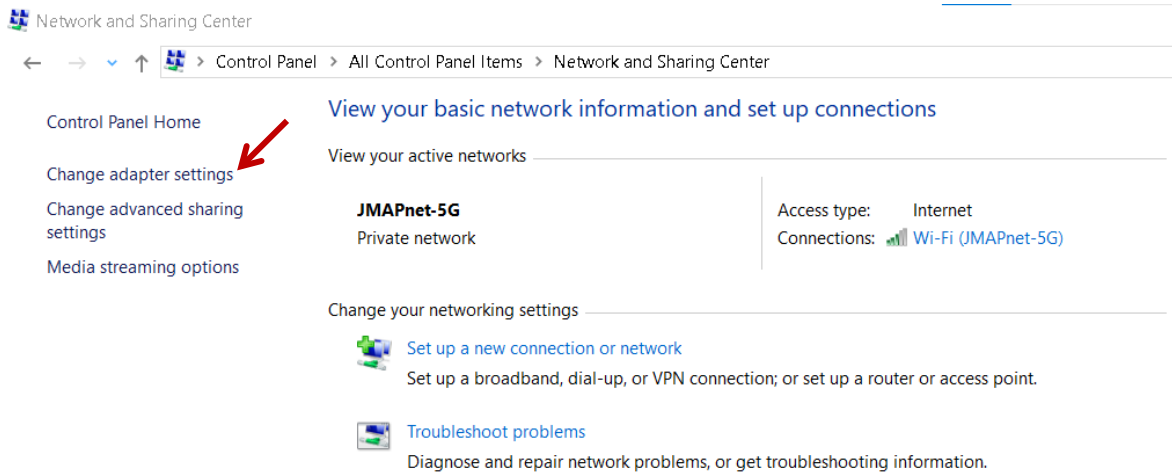 Network and Sharing Center
Control Panel > All Control Panel Items > Network and Sharing Center
Control Panel Home
Change adapter settings
Change advanced sharing
settings
Media streaming options
View your basic network information and set up connections
View your active networks
JMAPnet-5G
Private network
Access type: Internet
Connections: Wi-Fi (JMAPnet-5G)
Change your networking settings
Set up a new connection or network
Set up a broadband, dial-up, or VPN connection; or set up a router or access point.
Troubleshoot problems
Diagnose and repair network problems, or get troubleshooting information.